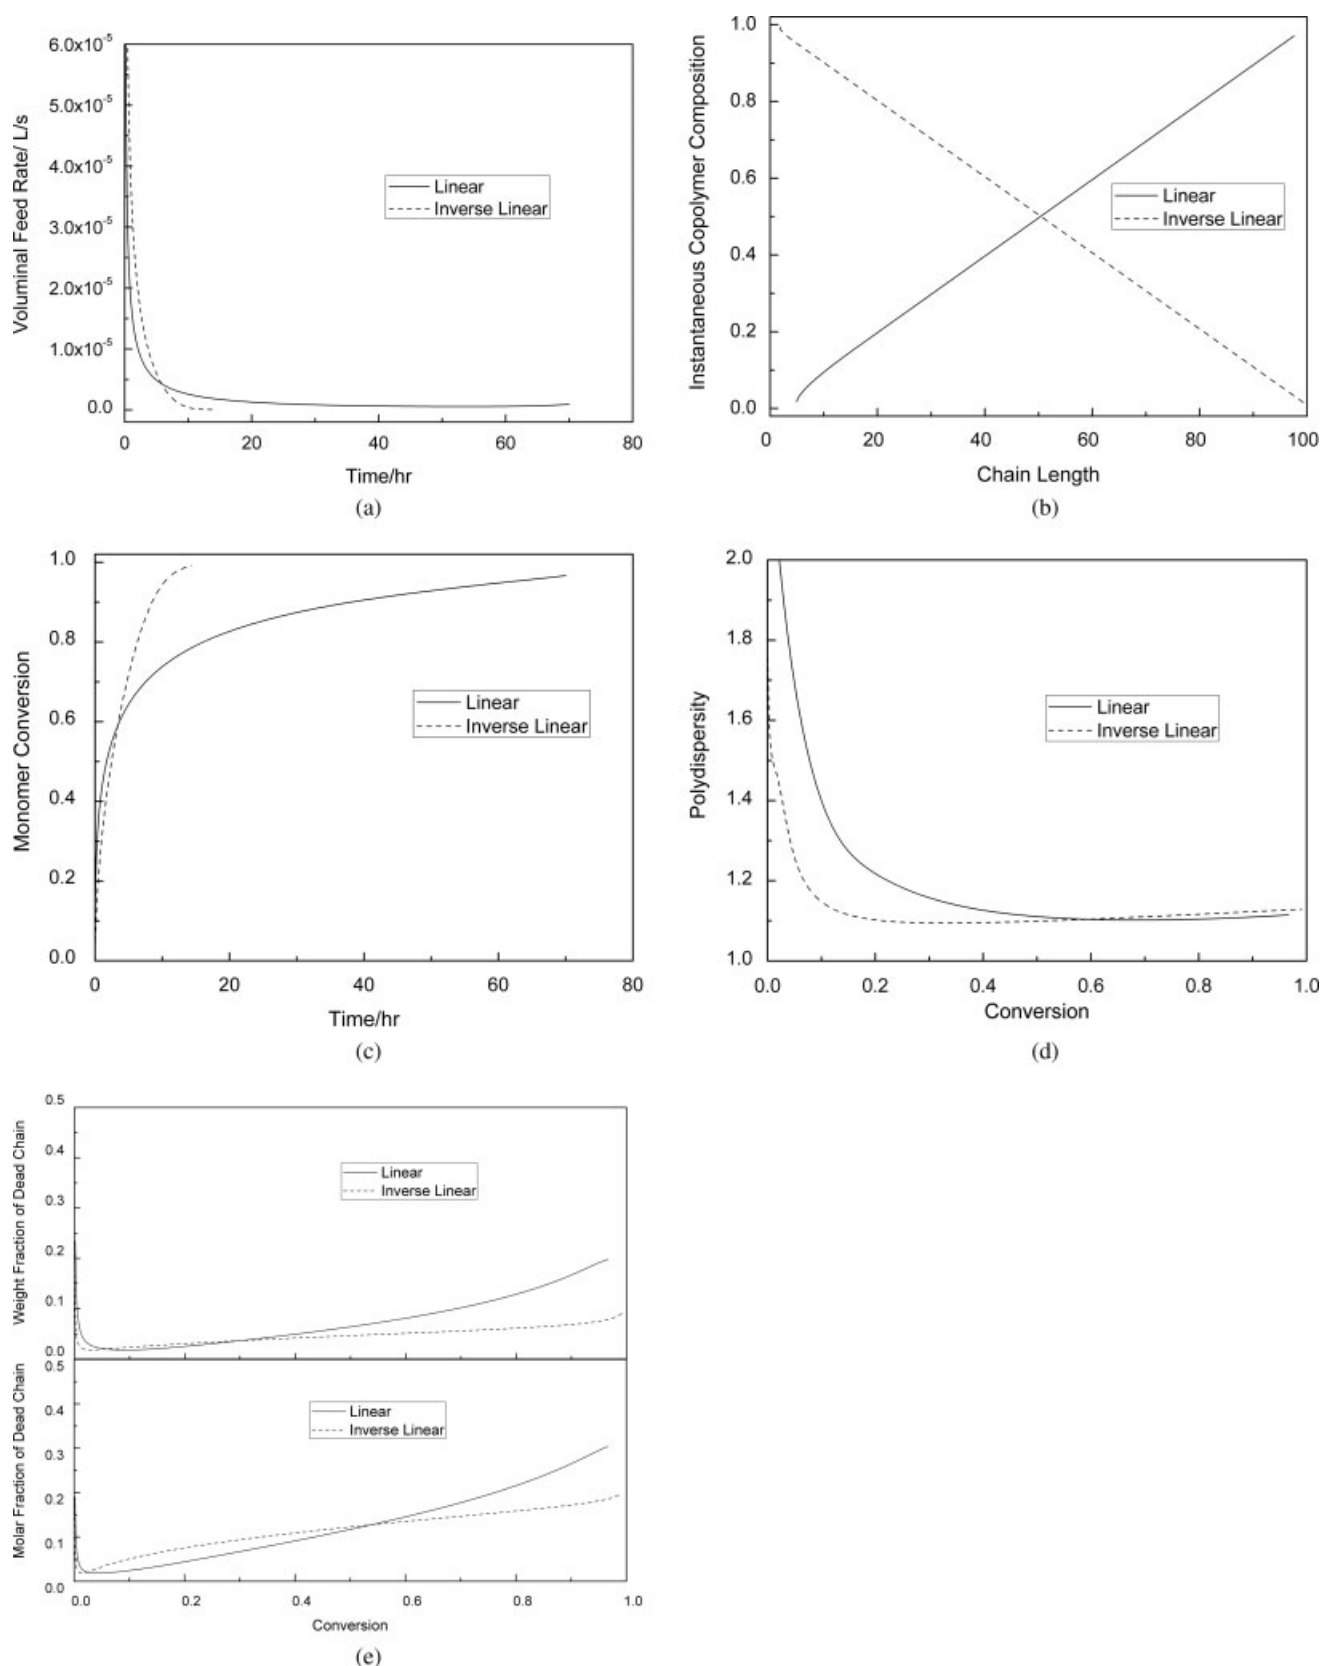 6.0x10⁻⁵
5.0x10⁻⁵
4.0x10⁻⁵
3.0x10⁻⁵
2.0x10⁻⁵
1.0x10⁻⁵
0.0
Voluminal Feed Rate/ L/s
Linear
Inverse Linear
0 20 40 60 80
Time/hr
(a)
1.0
0.8
0.6
0.4
0.2
0.0
Instantaneous Copolymer Composition
Linear
Inverse Linear
0 20 40 60 80 100
Chain Length
(b)
1.0
0.8
0.6
0.4
0.2
0.0
Monomer Conversion
Linear
Inverse Linear
0 20 40 60 80
Time/hr
(c)
2.0
1.8
1.6
1.4
1.2
1.0
Polydispersity
Linear
Inverse Linear
0.0 0.2 0.4 0.6 0.8 1.0
Conversion
(d)
0.5
0.4
0.3
0.2
0.1
0.0
Weight Fraction of Dead Chain
Linear
Inverse Linear
0.5
0.4
0.3
0.2
0.1
0.0
Molar Fraction of Dead Chain
Linear
Inverse Linear
0.0 0.2 0.4 0.6 0.8 1.0
Conversion
(e)